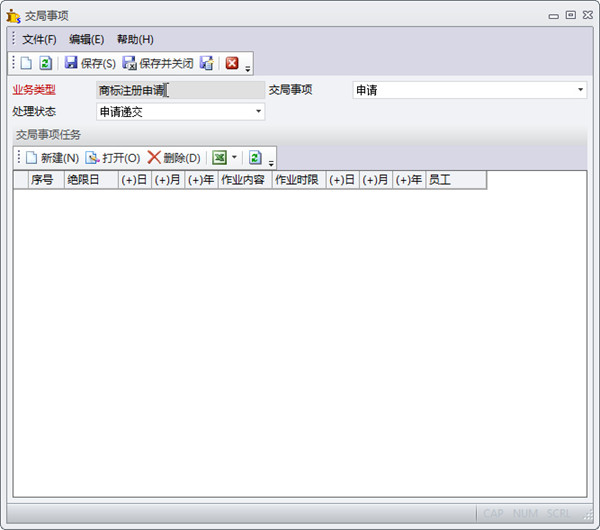 交局事项
文件(F) 编辑(E) 帮助(H)
保存(S) 保存并关闭
业务类型 商标注册申请 交局事项 申请
处理状态 申请递交
交局事项任务
新建(N) 打开(O) 删除(D)
序号 绝限日 (+)日 (+)月 (+)年 作业内容 作业时限 (+)日 (+)月 (+)年 员工
CAP NUM SCRL